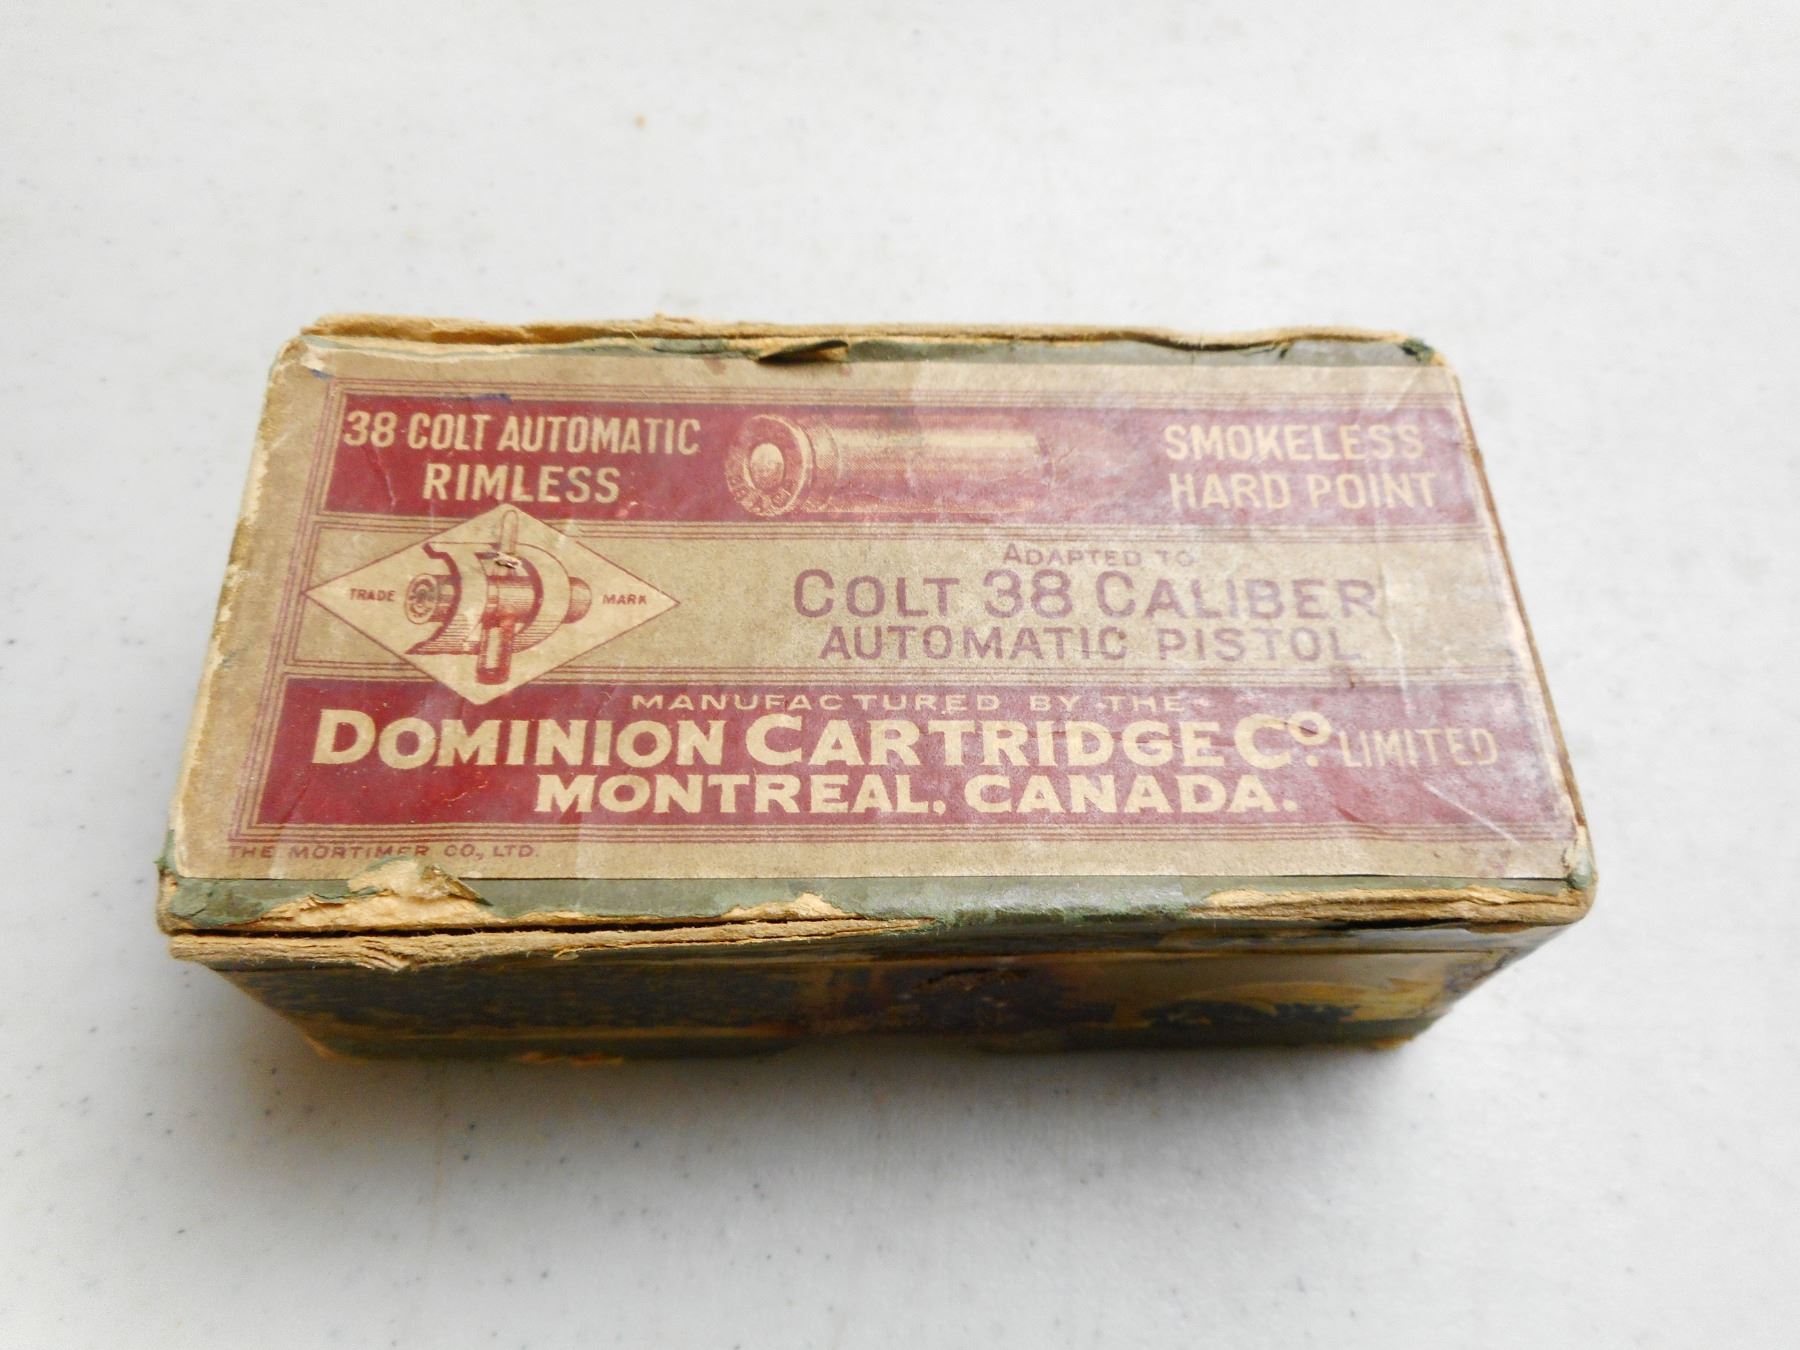 38 COLT AUTOMATIC
RIMLESS
SMOKELESS
HARD POINT
TRADE MARK
ADAPTED TO
COLT 38 CALIBER
AUTOMATIC PISTOL
MANUFACTURED BY THE
DOMINION CARTRIDGE CO. LIMITED
MONTREAL, CANADA.
THE MORTIMER CO., LTD.